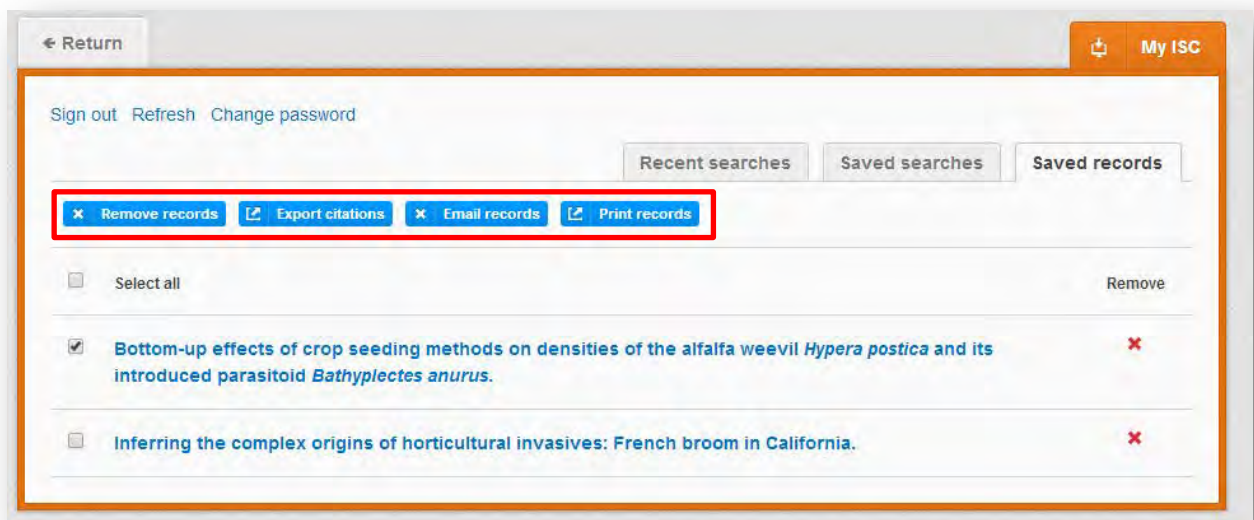 Return
My ISC
Sign out Refresh Change password
Recent searches Saved searches Saved records
Remove records Export citations Email records Print records
Select all Remove
Bottom-up effects of crop seeding methods on densities of the alfalfa weevil Hypera postica and its
introduced parasitoid Bathyplectes anurus.
Inferring the complex origins of horticultural invasives: French broom in California.